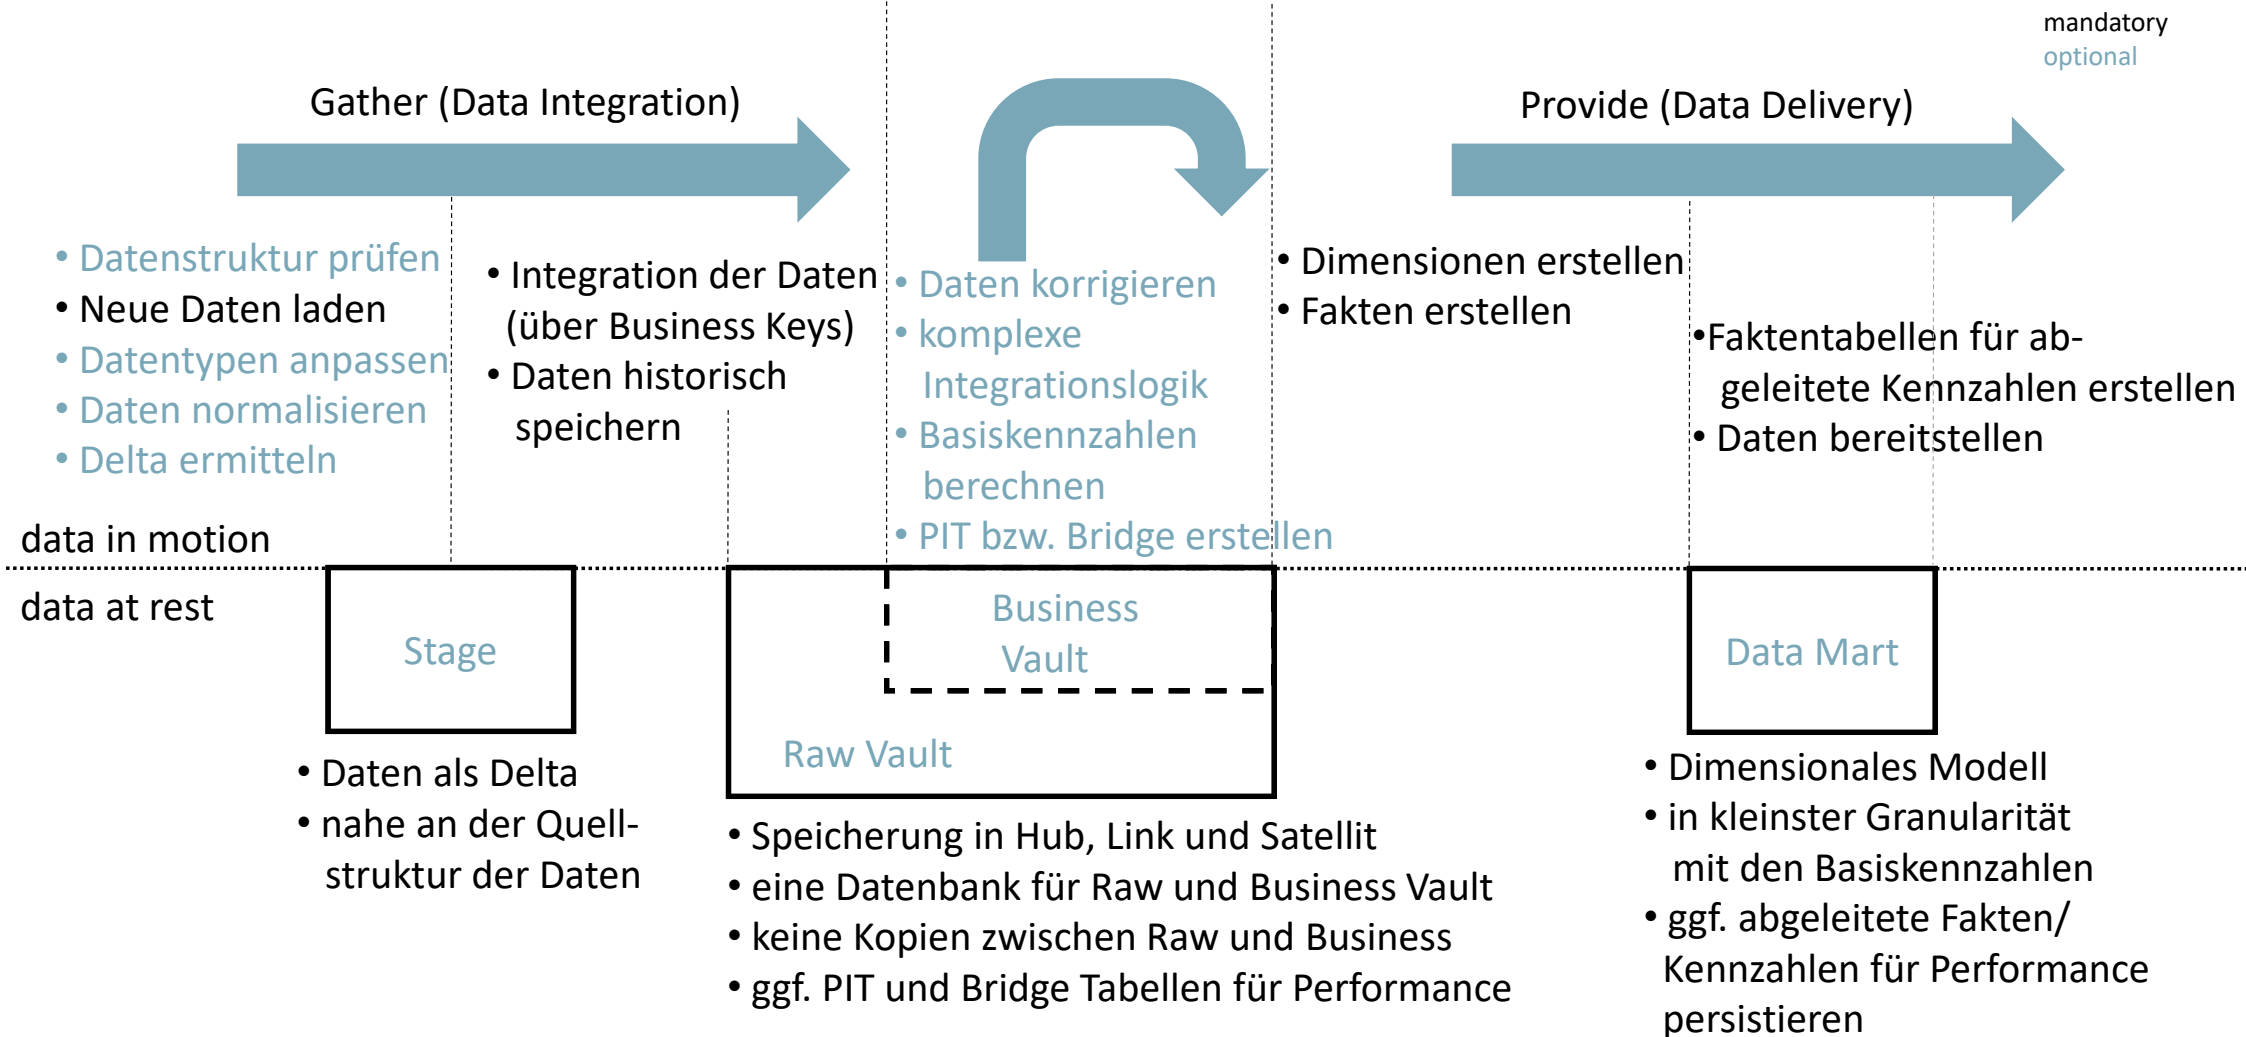 mandatory
optional
Gather (Data Integration)
Provide (Data Delivery)
• Datenstruktur prüfen
• Neue Daten laden
• Datentypen anpassen
• Daten normalisieren
• Delta ermitteln
• Integration der Daten
(über Business Keys)
• Daten historisch
speichern
• Daten korrigieren
• komplexe
Integrationslogik
• Basiskennzahlen
berechnen
• PIT bzw. Bridge erstellen
• Dimensionen erstellen
• Fakten erstellen
•Faktentabellen für ab-
geleitete Kennzahlen erstellen
• Daten bereitstellen
data in motion
data at rest
Stage
Business
Vault
Raw Vault
Data Mart
• Daten als Delta
• nahe an der Quell-
struktur der Daten
• Speicherung in Hub, Link und Satellit
• eine Datenbank für Raw und Business Vault
• keine Kopien zwischen Raw und Business
• ggf. PIT und Bridge Tabellen für Performance
• Dimensionales Modell
• in kleinster Granularität
mit den Basiskennzahlen
• ggf. abgeleitete Fakten/
Kennzahlen für Performance
persistieren